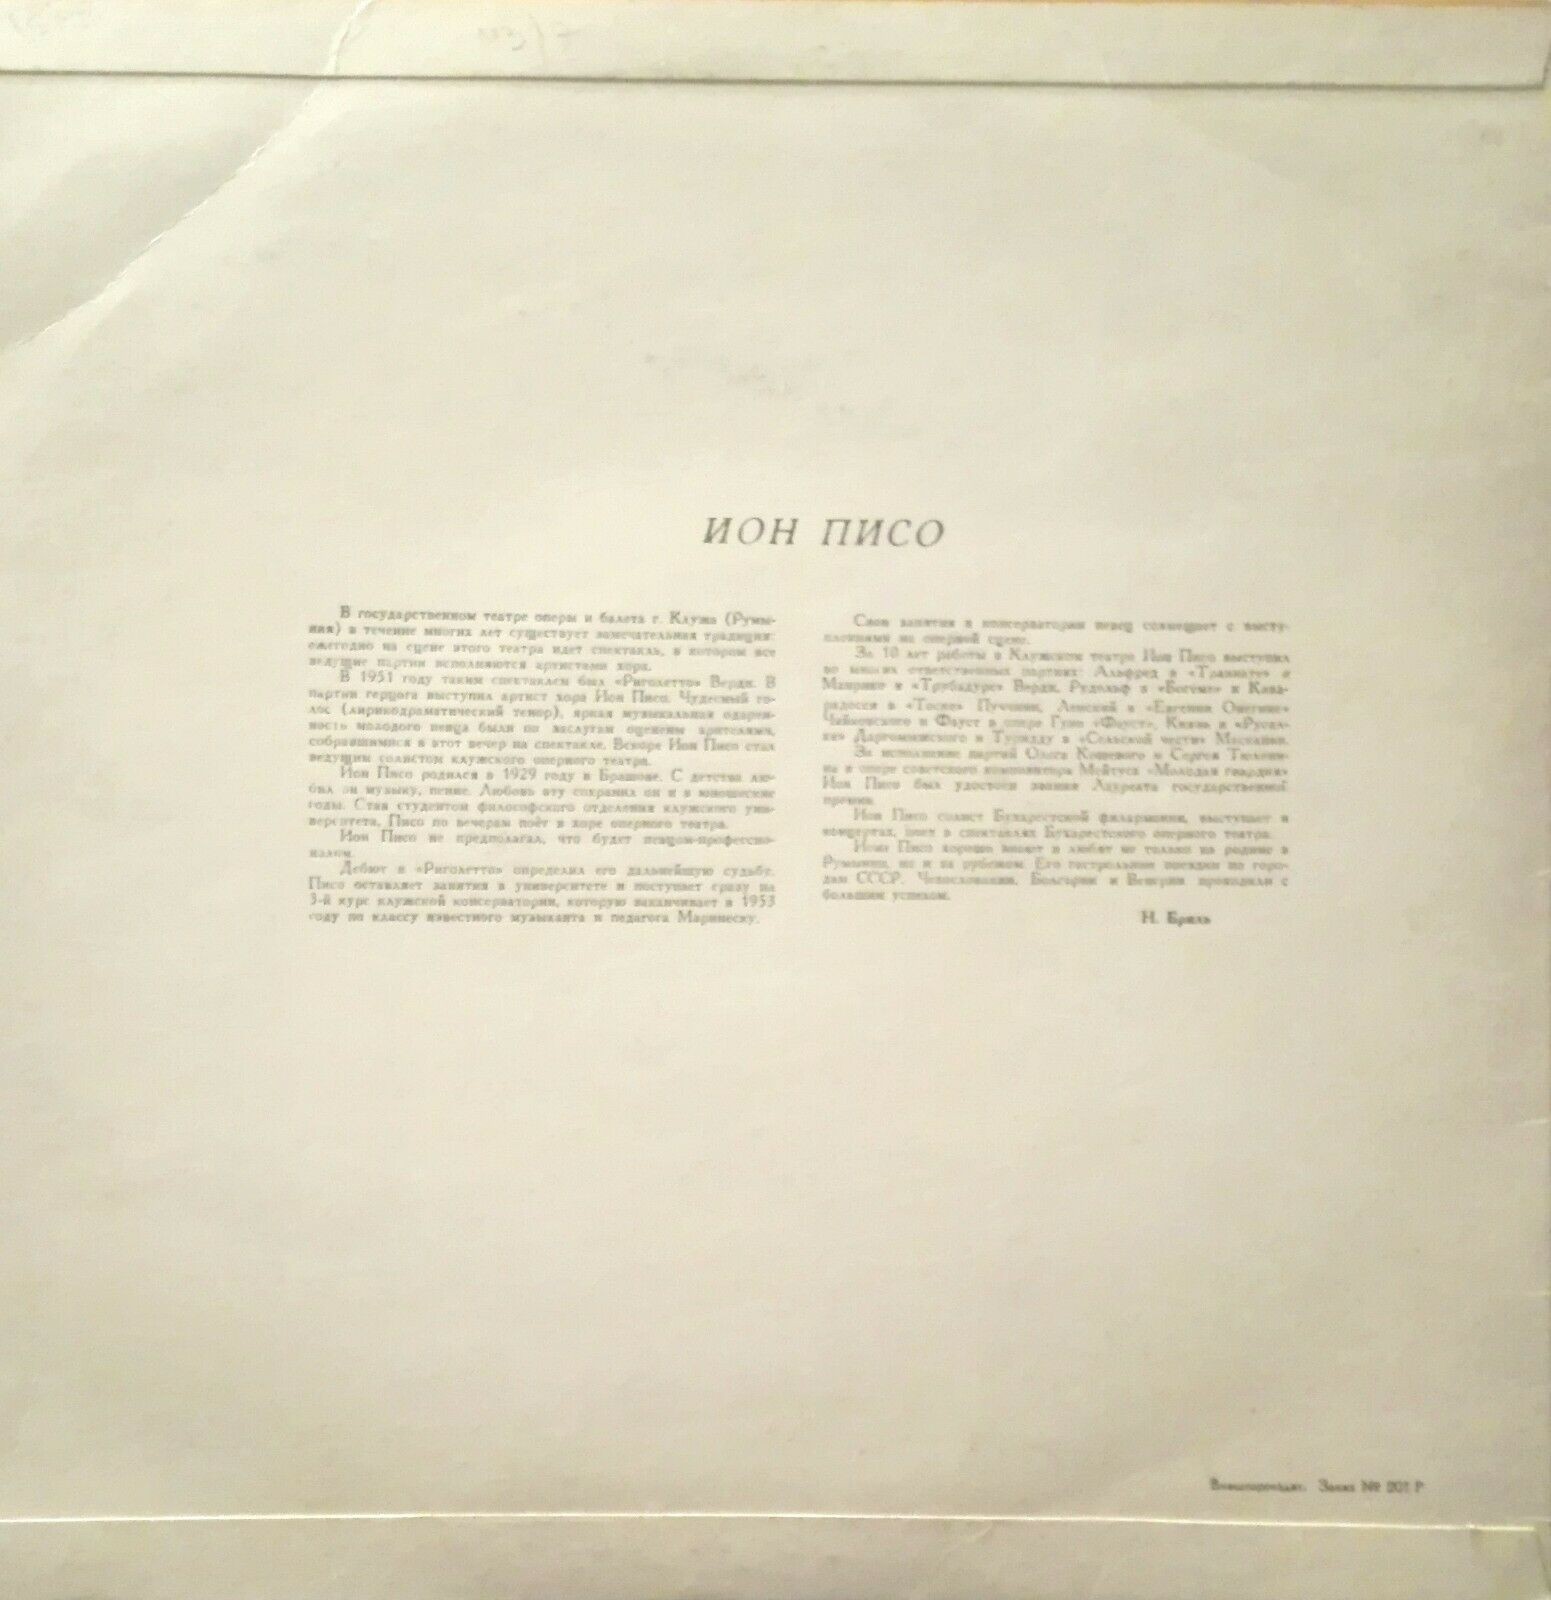 ИОН ПИСО
В государственном театре оперы и балета г. Клужа (Румы-
ния) в течение многих лет существует замечательная традиция:
ежегодно на сцене этого театра идет спектакль, в котором все
ведущие партии исполняются артистами хора.
В 1951 году таким спектаклем был «Риголетто» Верди. В
партии герцога выступил артист хора Ион Писо. Чудесный го-
лос (лирикодраматический тенор), яркая музыкальная одарен-
ность молодого певца были по заслугам оценены зрителями,
собравшимися в этот вечер на спектакле. Вскоре Ион Писо стал
ведущим солистом клужского оперного театра.
Ион Писо родился в 1929 году в Брашове. С детства лю-
бил он музыку, пение. Любовь эту сохранил он и в юношеские
годы. Став студентом философского отделения клужского уни-
верситета, Писо по вечерам поёт в хоре оперного театра.
Ион Писо не предполагал, что будет певцом-профессио-
налом.
Дебют в «Риголетто» определил его дальнейшую судьбу.
Писо оставляет занятия в университете и поступает сразу на
3-й курс клужской консерватории, которую заканчивает в 1953
году по классу известного музыканта и педагога Маринеску.
Свои занятия в консерватории певец совмещает с высту-
плениями на оперной сцене.
За 10 лет работы в Клужском театре Ион Писо выступил
во многих ответственных партиях: Альфред в «Травиате» и
Манрико в «Трубадуре» Верди, Рудольф в «Богеме» и Кава-
радосси в «Тоске» Пуччини, Ленский в «Евгении Онегине»
Чайковского и Фауст в опере Гуно «Фауст», Князь в «Русал-
ке» Даргомыжского и Туридду в «Сельской чести» Масканьи.
За исполнение партий Олега Кошевого и Сергея Тюлени-
на в опере советского композитора Мейтуса «Молодая гвардия»
Ион Писо был удостоен звания Лауреата государственной
премии.
Ион Писо солист Бухарестской филармонии, выступает в
концертах, поет в спектаклях Бухарестского оперного театра.
Иона Писо хорошо знают и любят не только на родине в
Румынии, но и за рубежом. Его гастрольные поездки по горо-
дам СССР, Чехословакии, Болгарии и Венгрии проходили с
большим успехом.
Н. Бриль
Внешторгиздат. Заказ № 201 Р